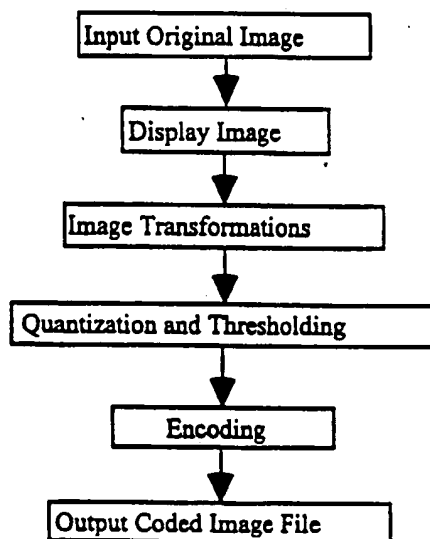 Input Original Image
Display Image
Image Transformations
Quantization and Thresholding
Encoding
Output Coded Image File